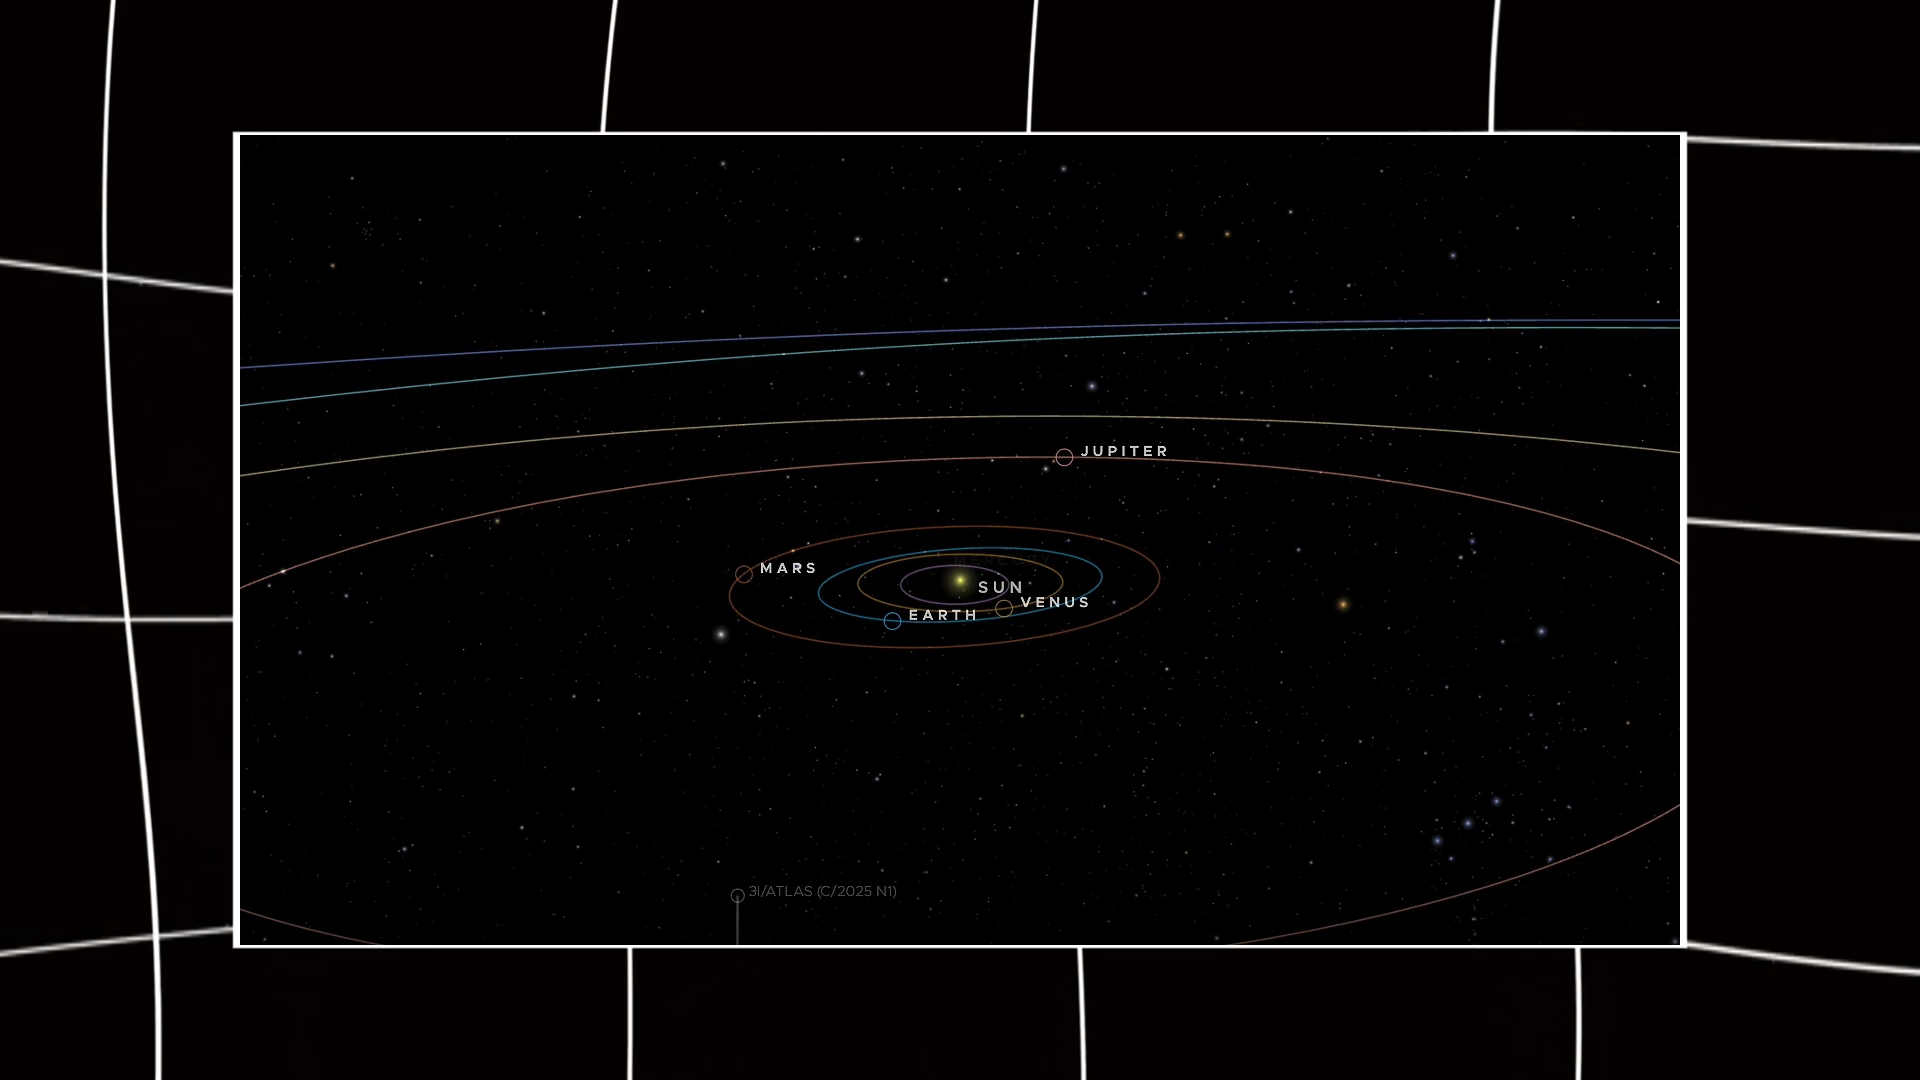 JUPITER
MARS
SUN
VENUS
EARTH
3I/ATLAS (C/2025 N1)